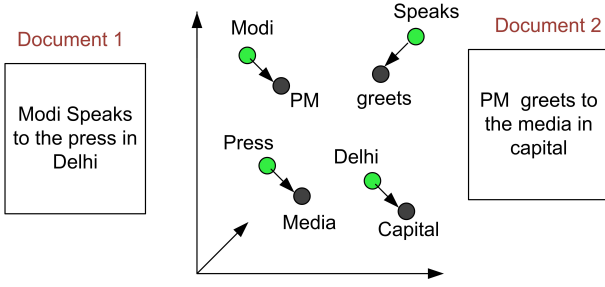 Document 1
Modi Speaks
to the press in
Delhi
Modi
PM
Speaks
greets
Press
Media
Delhi
Capital
Document 2
PM greets to
the media in
capital